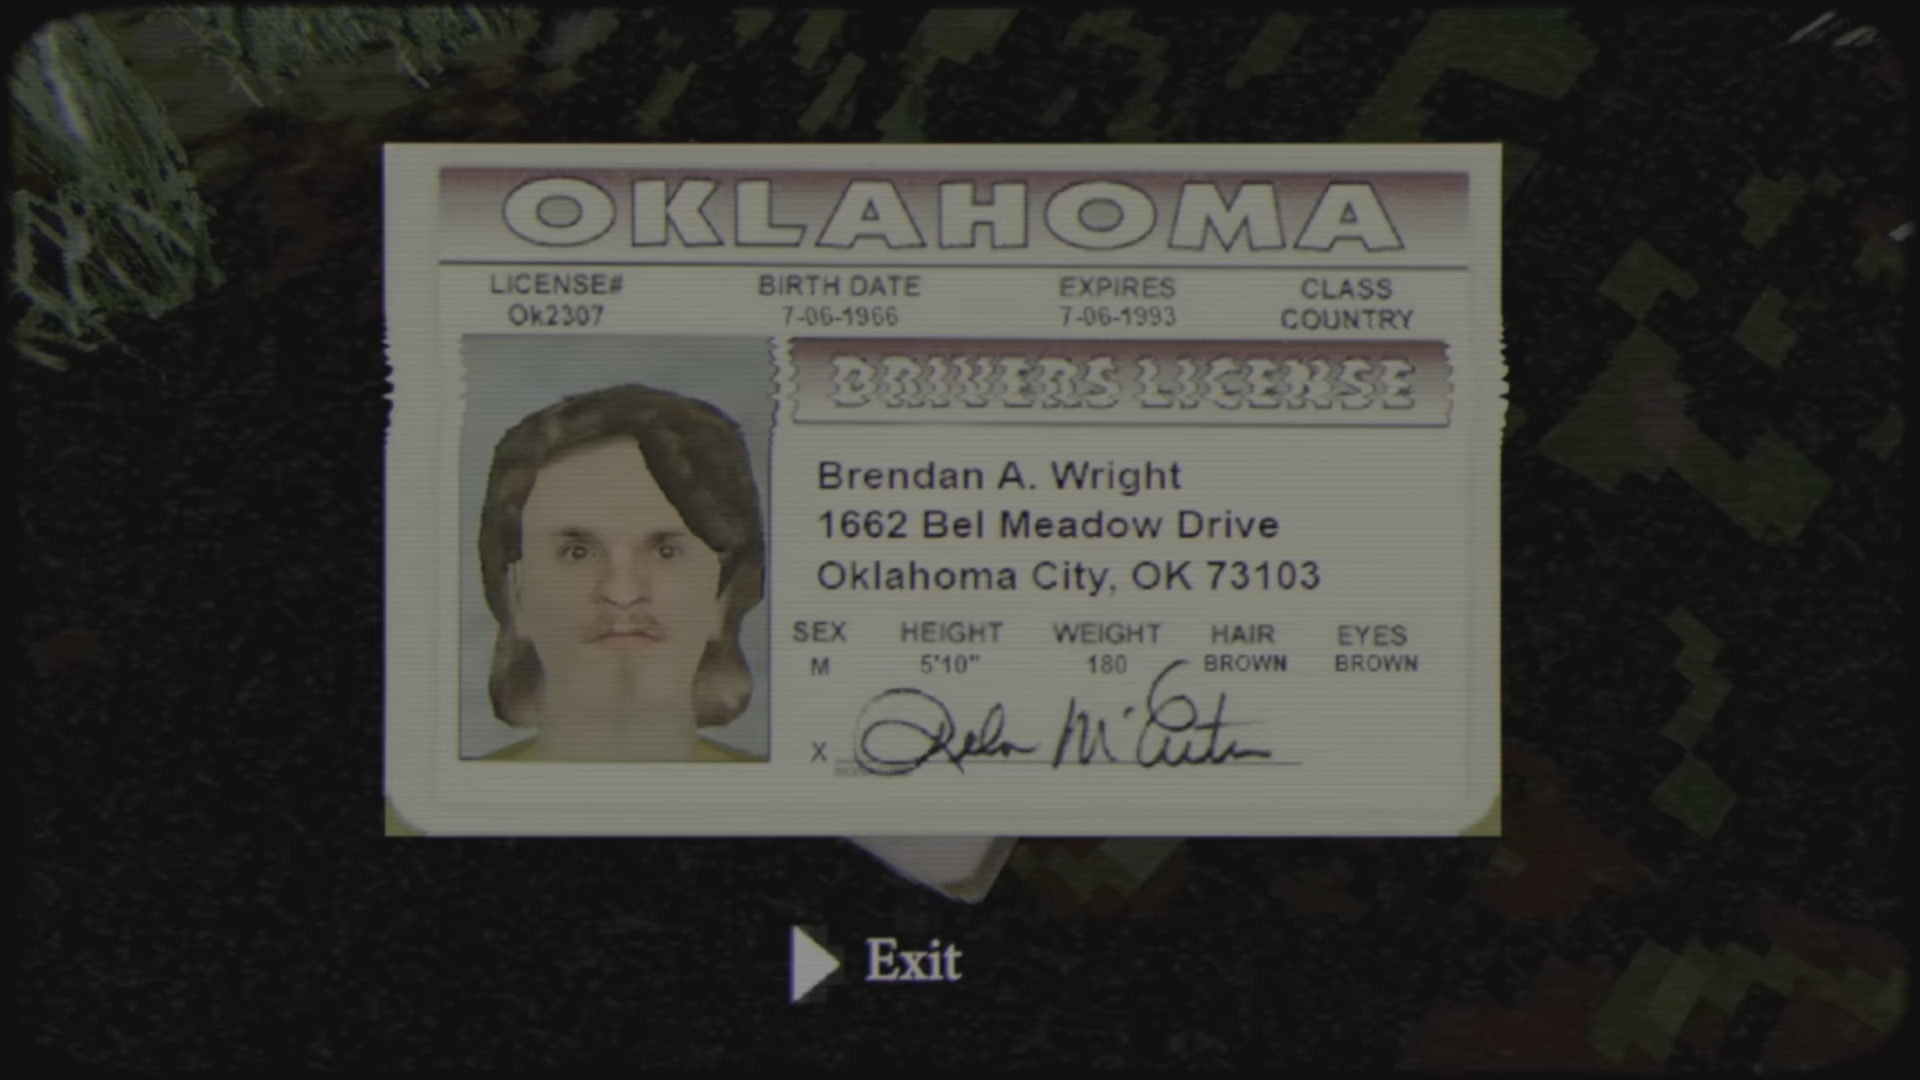 OKLAHOMA
LICENSE# BIRTH DATE EXPIRES CLASS
Ok2307 7-06-1966 7-06-1993 COUNTRY
DRIVERS LICENSE
Brendan A. Wright
1662 Bel Meadow Drive
Oklahoma City, OK 73103
SEX HEIGHT WEIGHT HAIR EYES
M 5'10" 180 BROWN BROWN
X
Exit